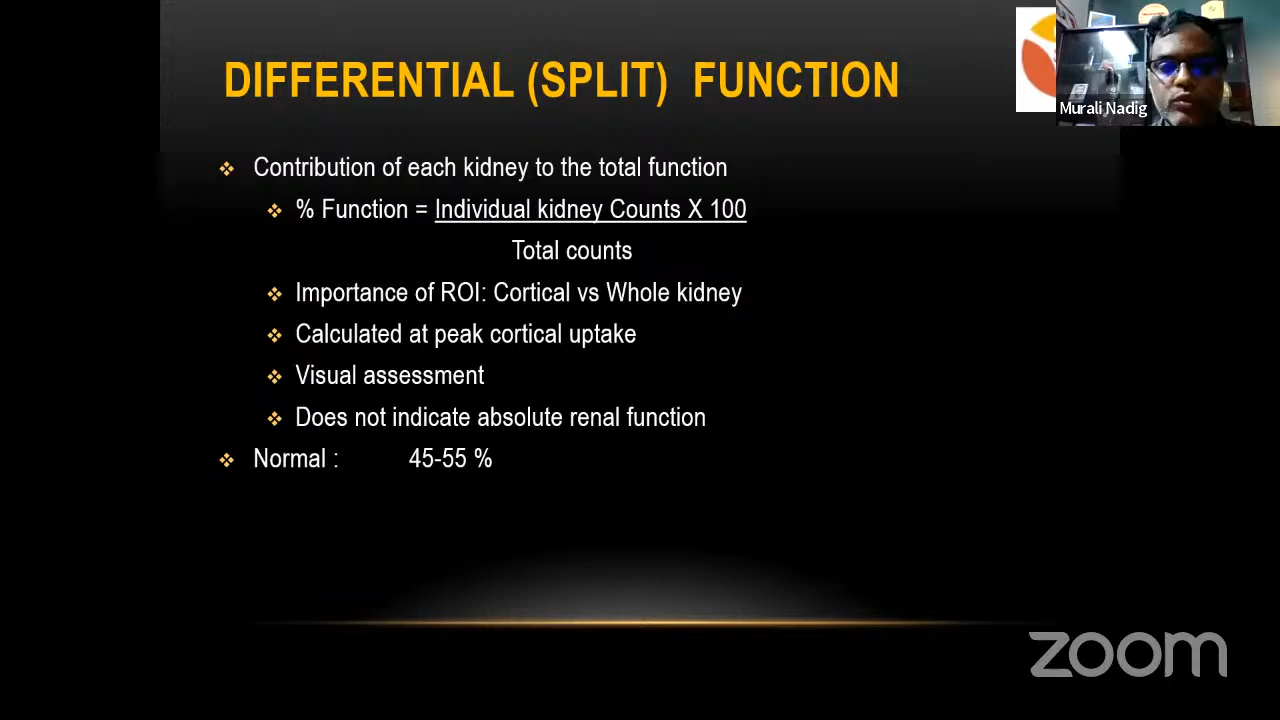 DIFFERENTIAL (SPLIT) FUNCTION
Murali Nadig
Contribution of each kidney to the total function
% Function = Individual kidney Counts X 100
Total counts
Importance of ROI: Cortical vs Whole kidney
Calculated at peak cortical uptake
Visual assessment
Does not indicate absolute renal function
Normal : 45-55 %
zoom